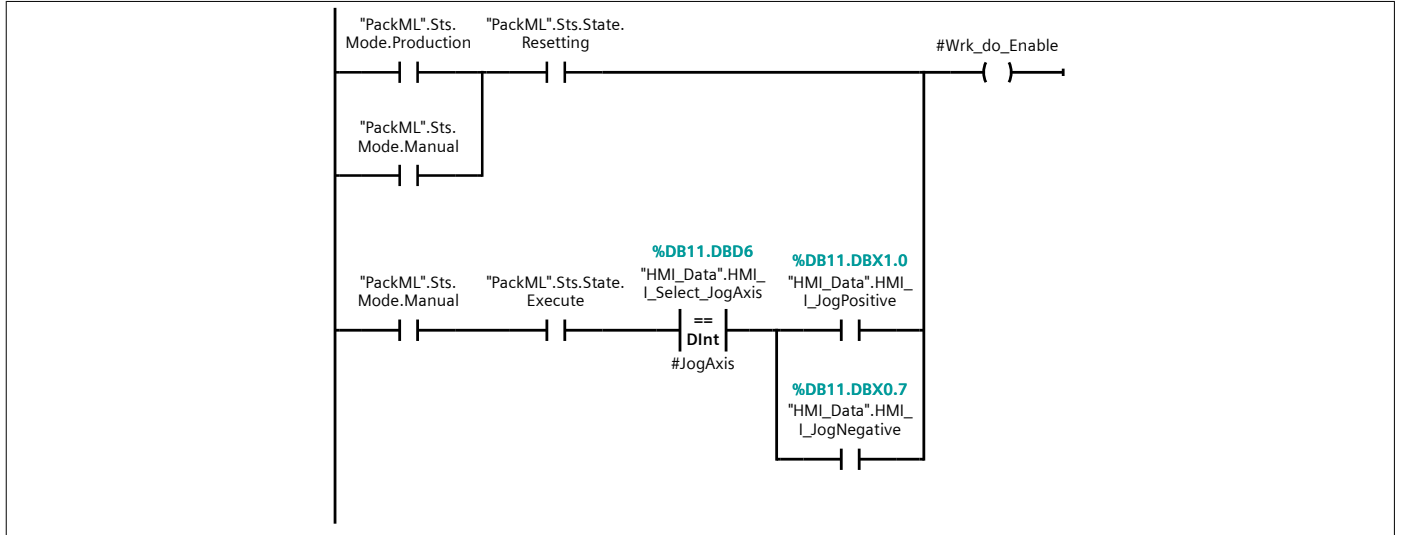 "PackML".Sts.
Mode.Production
"PackML".Sts.State.
Resetting
#Wrk_do_Enable
"PackML".Sts.
Mode.Manual
"PackML".Sts.
Mode.Manual
"PackML".Sts.State.
Execute
%DB11.DBD6
"HMI_Data".HMI_
I_Select_JogAxis
==
DInt
#JogAxis
%DB11.DBX1.0
"HMI_Data".HMI_
I_JogPositive
%DB11.DBX0.7
"HMI_Data".HMI_
I_JogNegative